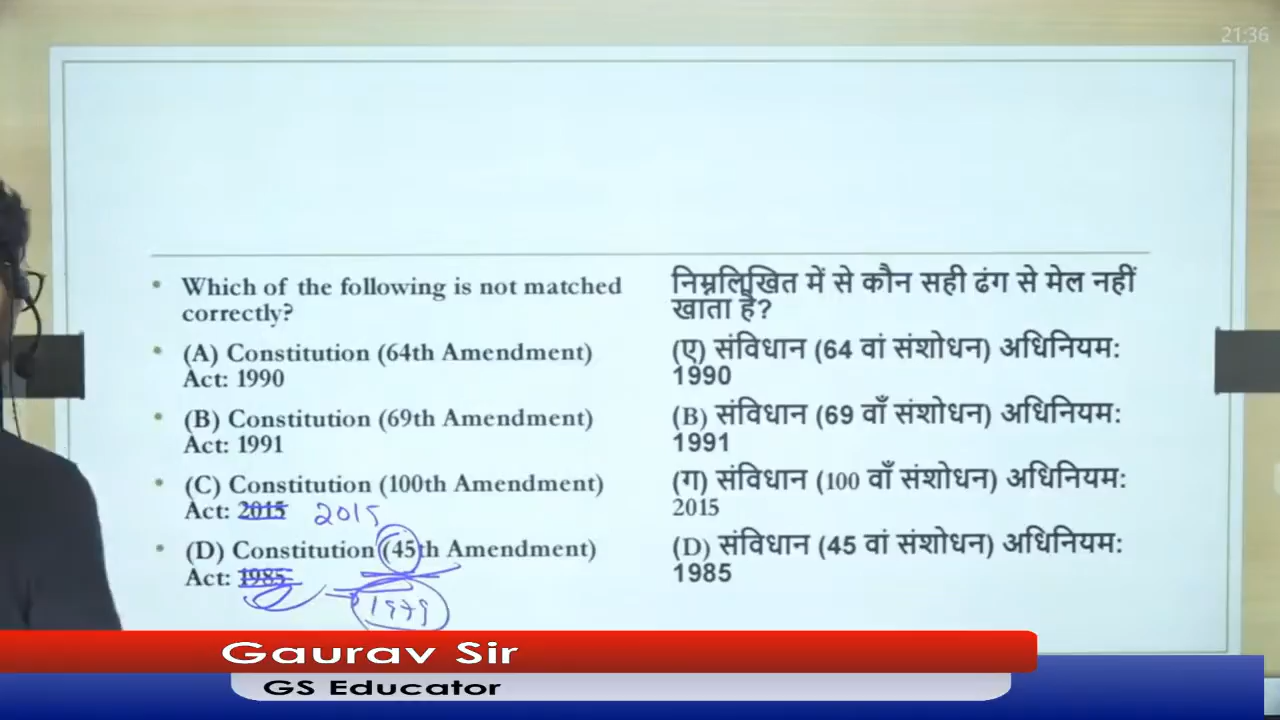 21:36
Which of the following is not matched
correctly?
(A) Constitution (64th Amendment)
Act: 1990
(B) Constitution (69th Amendment)
Act: 1991
(C) Constitution (100th Amendment)
Act: 2015 2015
(D) Constitution (45th Amendment)
Act: 1985
1979
निम्नलिखित में से कौन सही ढंग से मेल नहीं
खाता है?
(ए) संविधान (64 वां संशोधन) अधिनियम:
1990
(B) संविधान (69 वाँ संशोधन) अधिनियम:
1991
(ग) संविधान (100 वाँ संशोधन) अधिनियम:
2015
(D) संविधान (45 वां संशोधन) अधिनियम:
1985
Gaurav Sir
GS Educator